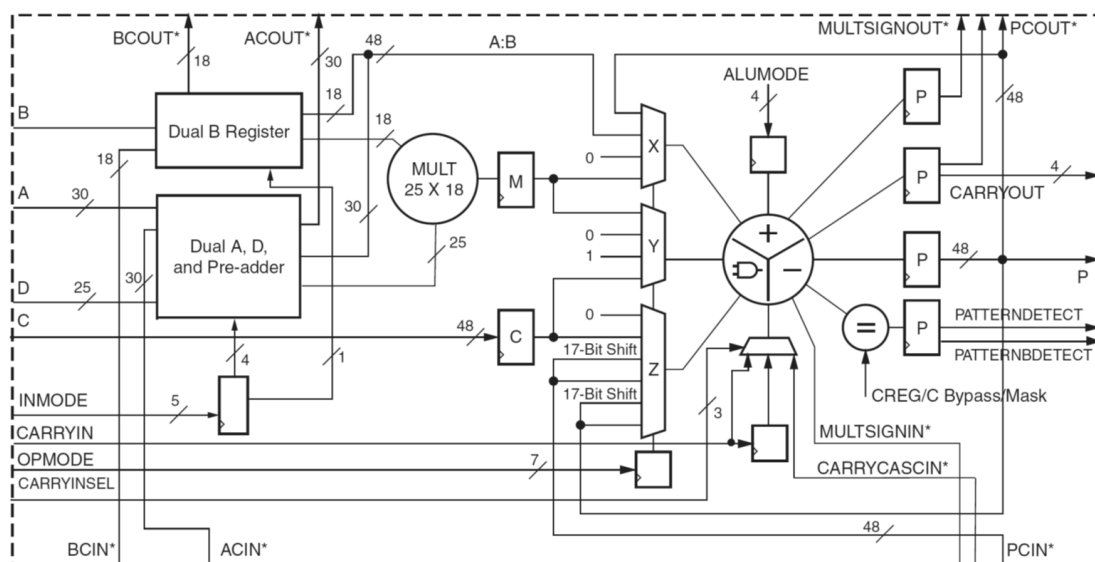 BCOUT*
ACOUT*
MULTSIGNOUT*
PCOUT*
18
30
48
A:B
ALUMODE
4
48
B
Dual B Register
18
18
MULT
25 X 18
M
X
0
P
18
A
30
30
P
4
CARRYOUT
Dual A, D,
and Pre-adder
25
0
1
Y
+
−
P
48
P
D
25
30
C
48
C
0
17-Bit Shift
17-Bit Shift
Z
=
P
PATTERNDETECT
PATTERNBDETECT
4
1
CREG/C Bypass/Mask
INMODE
5
3
CARRYIN
MULTSIGNIN*
OPMODE
7
CARRYCASCIN*
CARRYINSEL
48
BCIN*
ACIN*
PCIN*